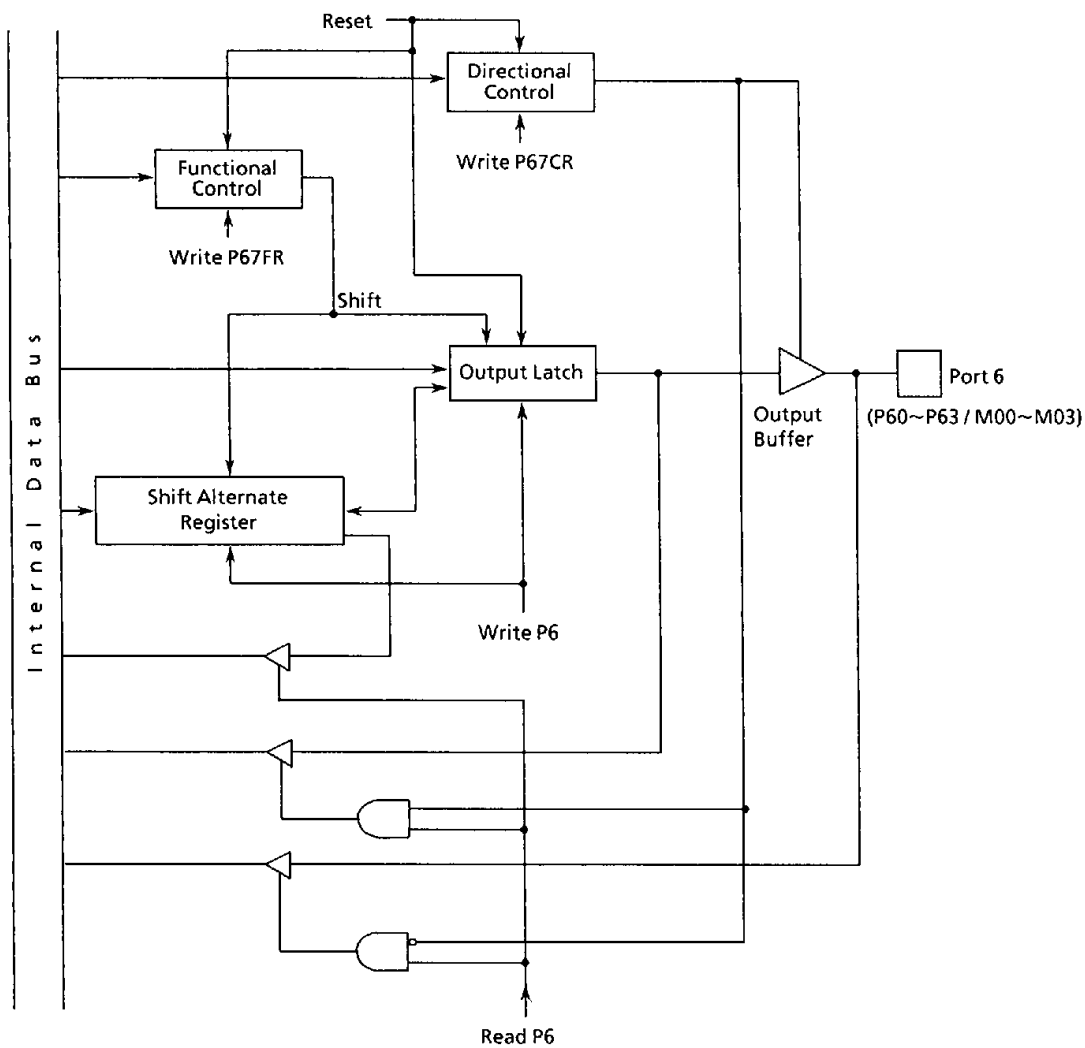 Reset
Directional
Control
Write P67CR
Functional
Control
Write P67FR
Shift
Internal Data Bus
Output Latch
Port 6
(P60~P63 / M00~M03)
Output
Buffer
Shift Alternate
Register
Write P6
Read P6